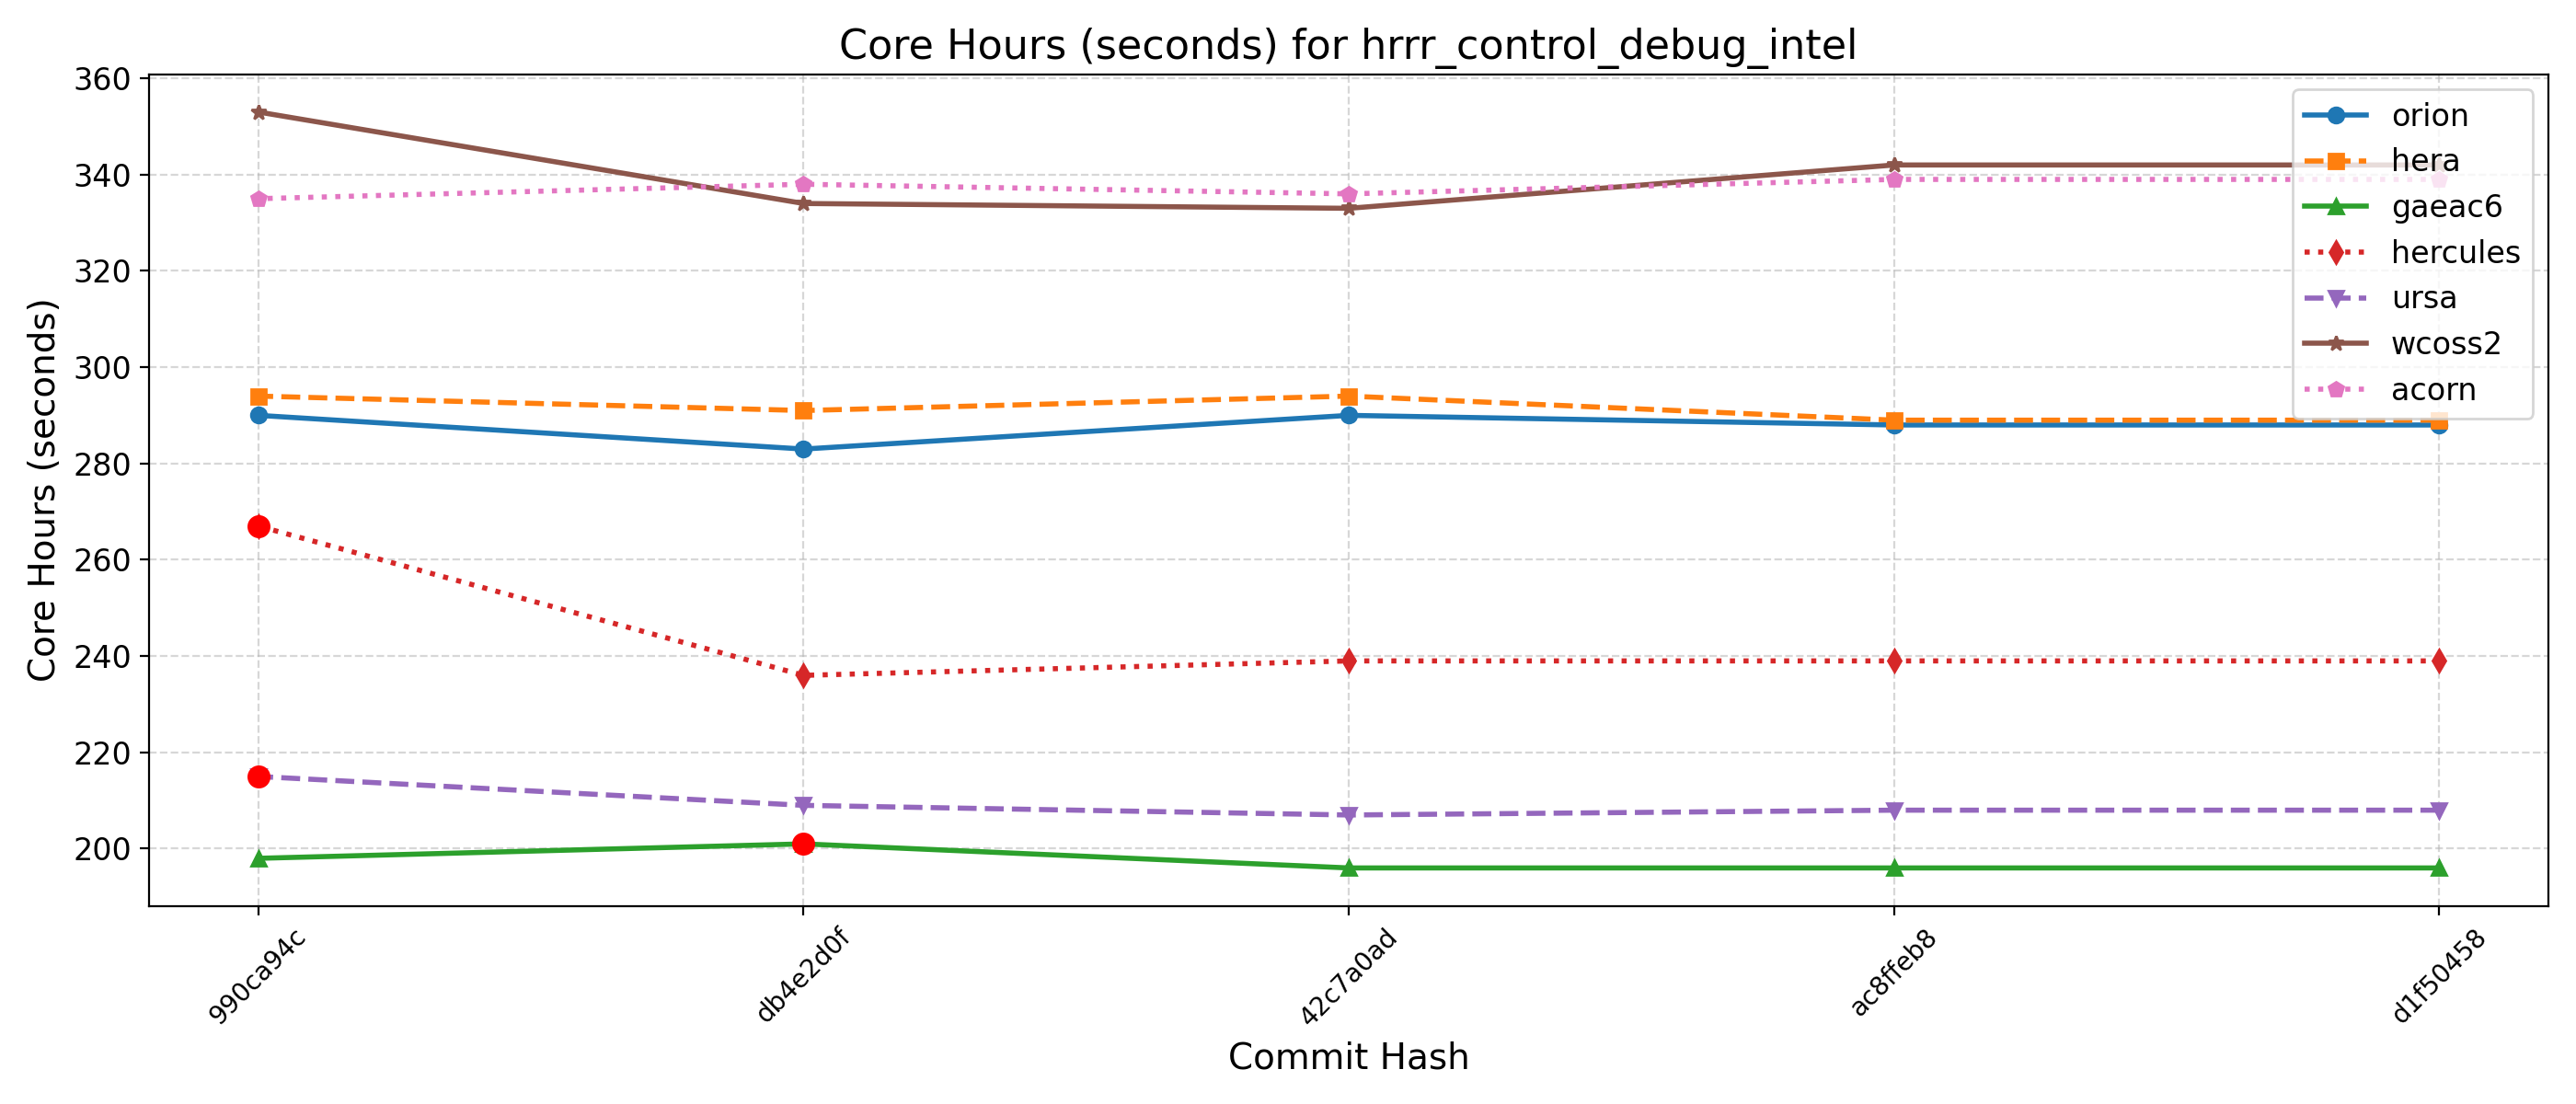 Core Hours (seconds) for hrrr_control_debug_intel
Core Hours (seconds)
360
340
320
300
280
260
240
220
200
orion
hera
gaeac6
hercules
ursa
wcoss2
acorn
990ca94c
db4e2d0f
42c7a0ad
ac8ffeb8
d1f50458
Commit Hash